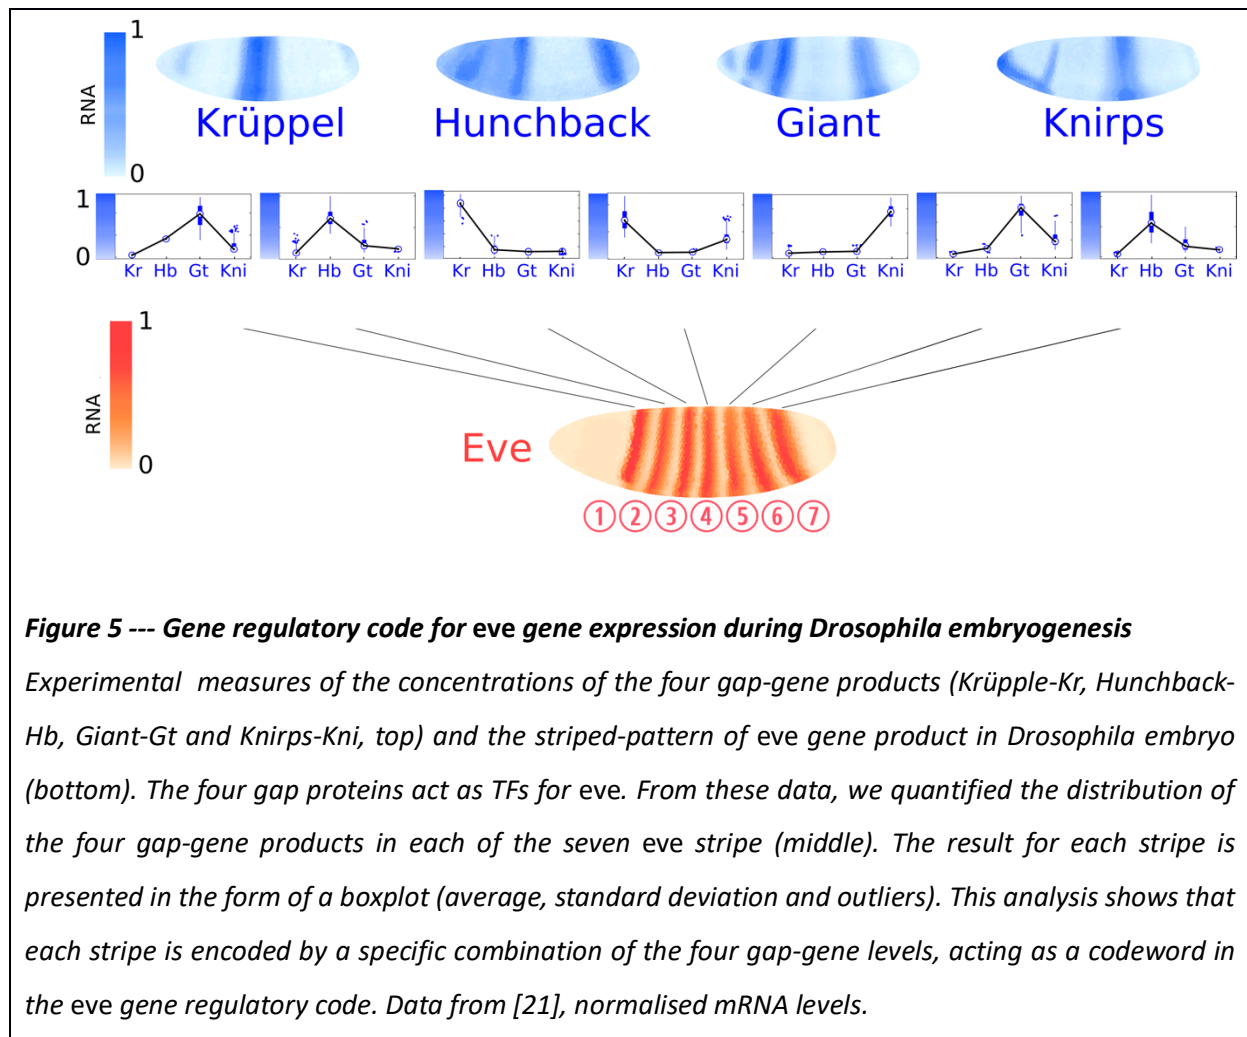 1
RNA
0
Krüppel Hunchback Giant Knirps
1
0
Kr Hb Gt Kni Kr Hb Gt Kni Kr Hb Gt Kni Kr Hb Gt Kni Kr Hb Gt Kni Kr Hb Gt Kni Kr Hb Gt Kni
1
RNA
0
Eve
① ② ③ ④ ⑤ ⑥ ⑦
Figure 5 --- Gene regulatory code for eve gene expression during Drosophila embryogenesis
Experimental measures of the concentrations of the four gap-gene products (Krüpple-Kr, Hunchback-
Hb, Giant-Gt and Knirps-Kni, top) and the striped-pattern of eve gene product in Drosophila embryo
(bottom). The four gap proteins act as TFs for eve. From these data, we quantified the distribution of
the four gap-gene products in each of the seven eve stripe (middle). The result for each stripe is
presented in the form of a boxplot (average, standard deviation and outliers). This analysis shows that
each stripe is encoded by a specific combination of the four gap-gene levels, acting as a codeword in
the eve gene regulatory code. Data from [21], normalised mRNA levels.